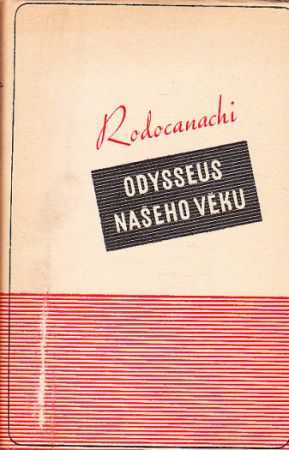 Rodocanachi
ODYSSEUS
NAŠEHO VĚKU